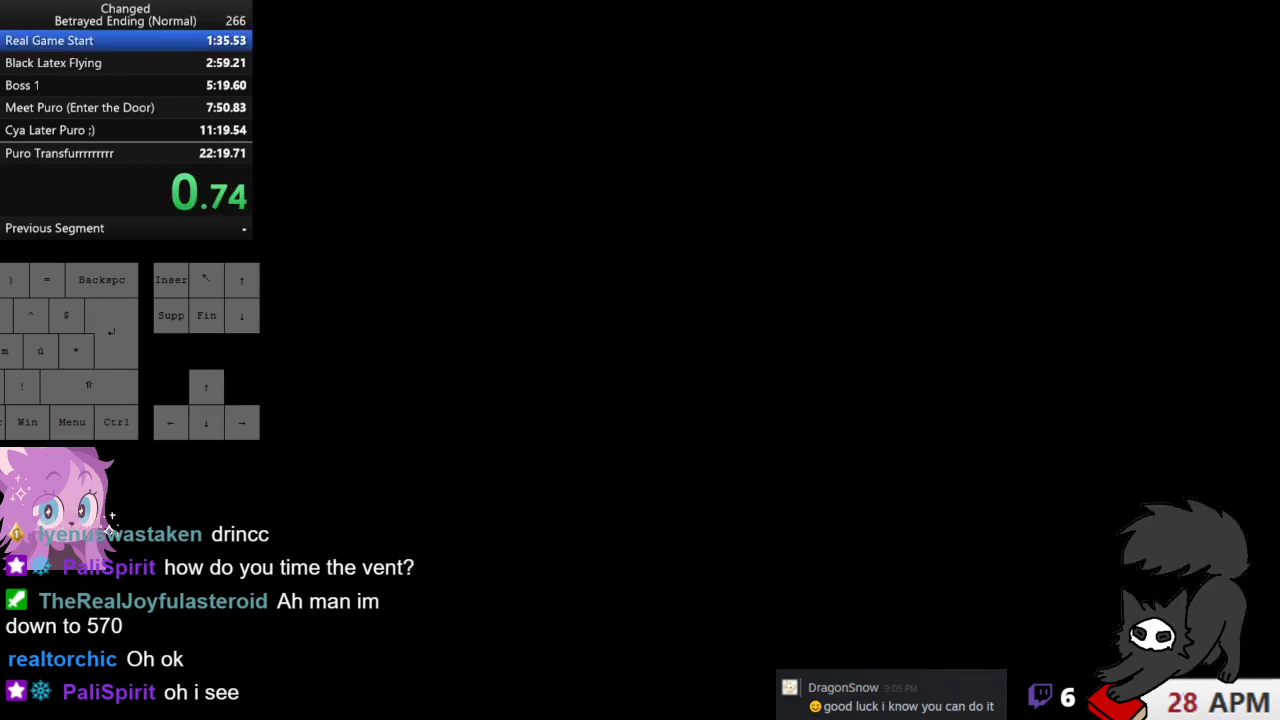 Changed
Betrayed Ending (Normal) 266
Real Game Start 1:35.53
Black Latex Flying 2:59.21
Boss 1 5:19.60
Meet Puro (Enter the Door) 7:50.83
Cya Later Puro ;) 11:19.54
Puro Transfurrrrrrrrr 22:19.71
0.74
Previous Segment -
) = Backspc Inser ↖ ↑
^ $ ↵ Supp Fin ↓
m ù *
! ⇧ ↑
Win Menu Ctrl ← ↓ →
lyenuswastaken drincc
PaliSpirit how do you time the vent?
TheRealJoyfulasteroid Ah man im
down to 570
realtorchic Oh ok
PaliSpirit oh i see
DragonSnow 9:05 PM
😊good luck i know you can do it
6
28 APM